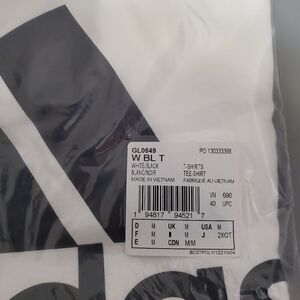 GL0649 PO 130333388
W BL T
WHITE/BLACK T-SHIRTS
BLANC/NOIR TEE-SHIRT
MADE IN VIETNAM FABRIQUE AU VIETNAM
VN 690
40 UPC
1 94817 94521 7
D M UK M USA M
F M I M J 2XOT
E M CDN M/M